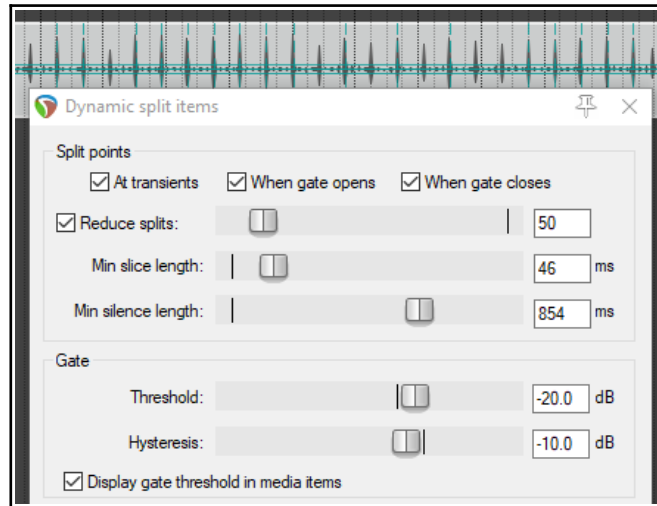 Dynamic split items
Split points
At transients When gate opens When gate closes
Reduce splits: 50
Min slice length: 46 ms
Min silence length: 854 ms
Gate
Threshold: -20.0 dB
Hysteresis: -10.0 dB
Display gate threshold in media items